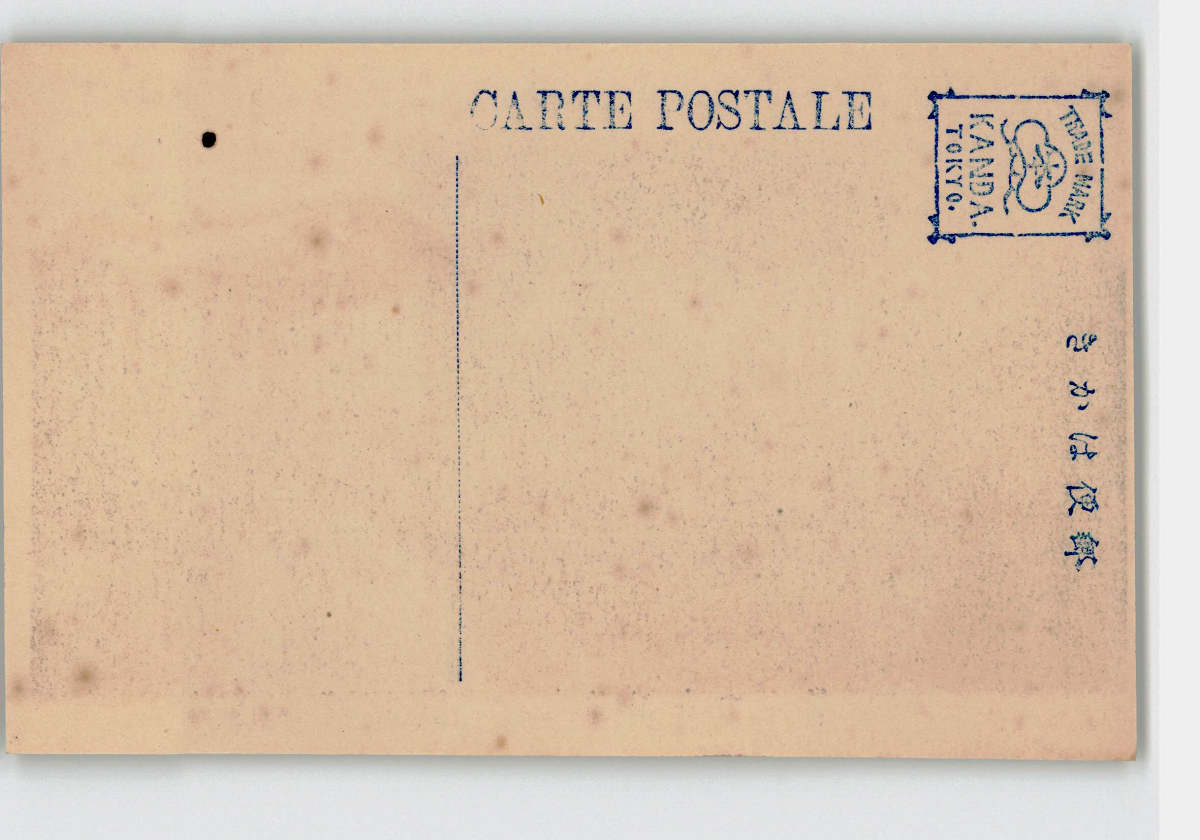 CARTE POSTALE
TRADE MARK
KANDA.
TOKYO.
郵便はかき